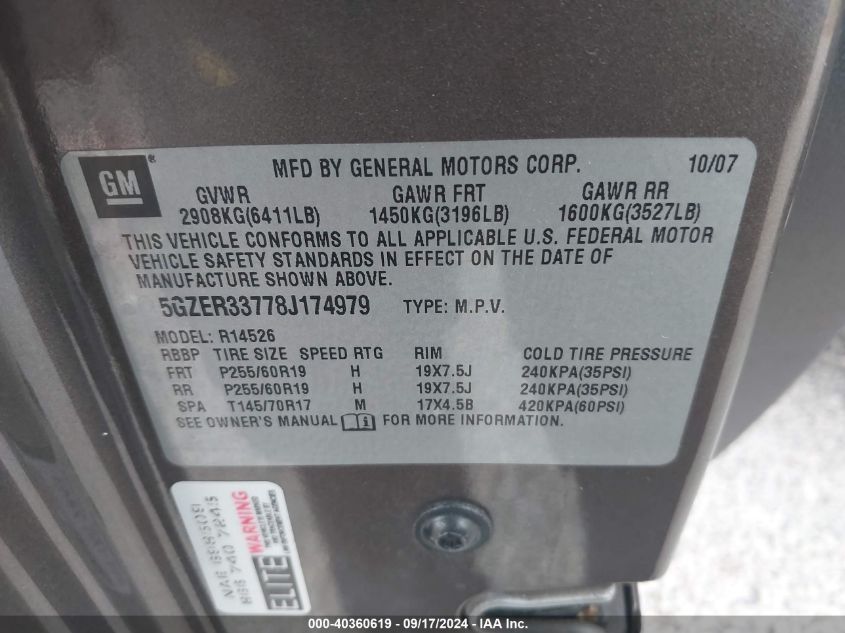 GM ®
MFD BY GENERAL MOTORS CORP. 10/07
GVWR GAWR FRT GAWR RR
2908KG(6411LB) 1450KG(3196LB) 1600KG(3527LB)
THIS VEHICLE CONFORMS TO ALL APPLICABLE U.S. FEDERAL MOTOR
VEHICLE SAFETY STANDARDS IN EFFECT ON THE DATE OF
MANUFACTURE SHOWN ABOVE.
5GZER33778J174979 TYPE: M.P.V.
MODEL: R14526
RBBP TIRE SIZE SPEED RTG RIM COLD TIRE PRESSURE
FRT P255/60R19 H 19X7.5J 240KPA(35PSI)
RR P255/60R19 H 19X7.5J 240KPA(35PSI)
SPA T145/70R17 M 17X4.5B 420KPA(60PSI)
SEE OWNER'S MANUAL FOR MORE INFORMATION.
ELITE
WARNING
000-40360619 - 09/17/2024 - IAA Inc.